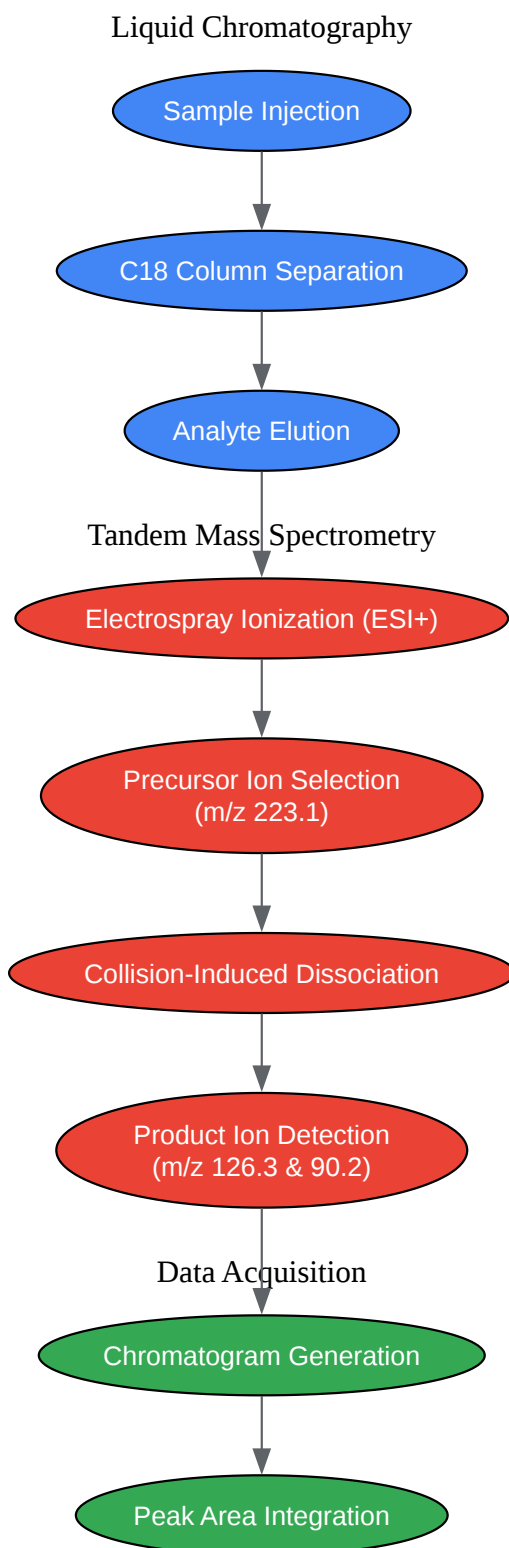 Liquid Chromatography
Sample Injection
C18 Column Separation
Analyte Elution
Tandem Mass Spectrometry
Electrospray Ionization (ESI+)
Precursor Ion Selection
(m/z 223.1)
Collision-Induced Dissociation
Product Ion Detection
(m/z 126.3 & 90.2)
Data Acquisition
Chromatogram Generation
Peak Area Integration